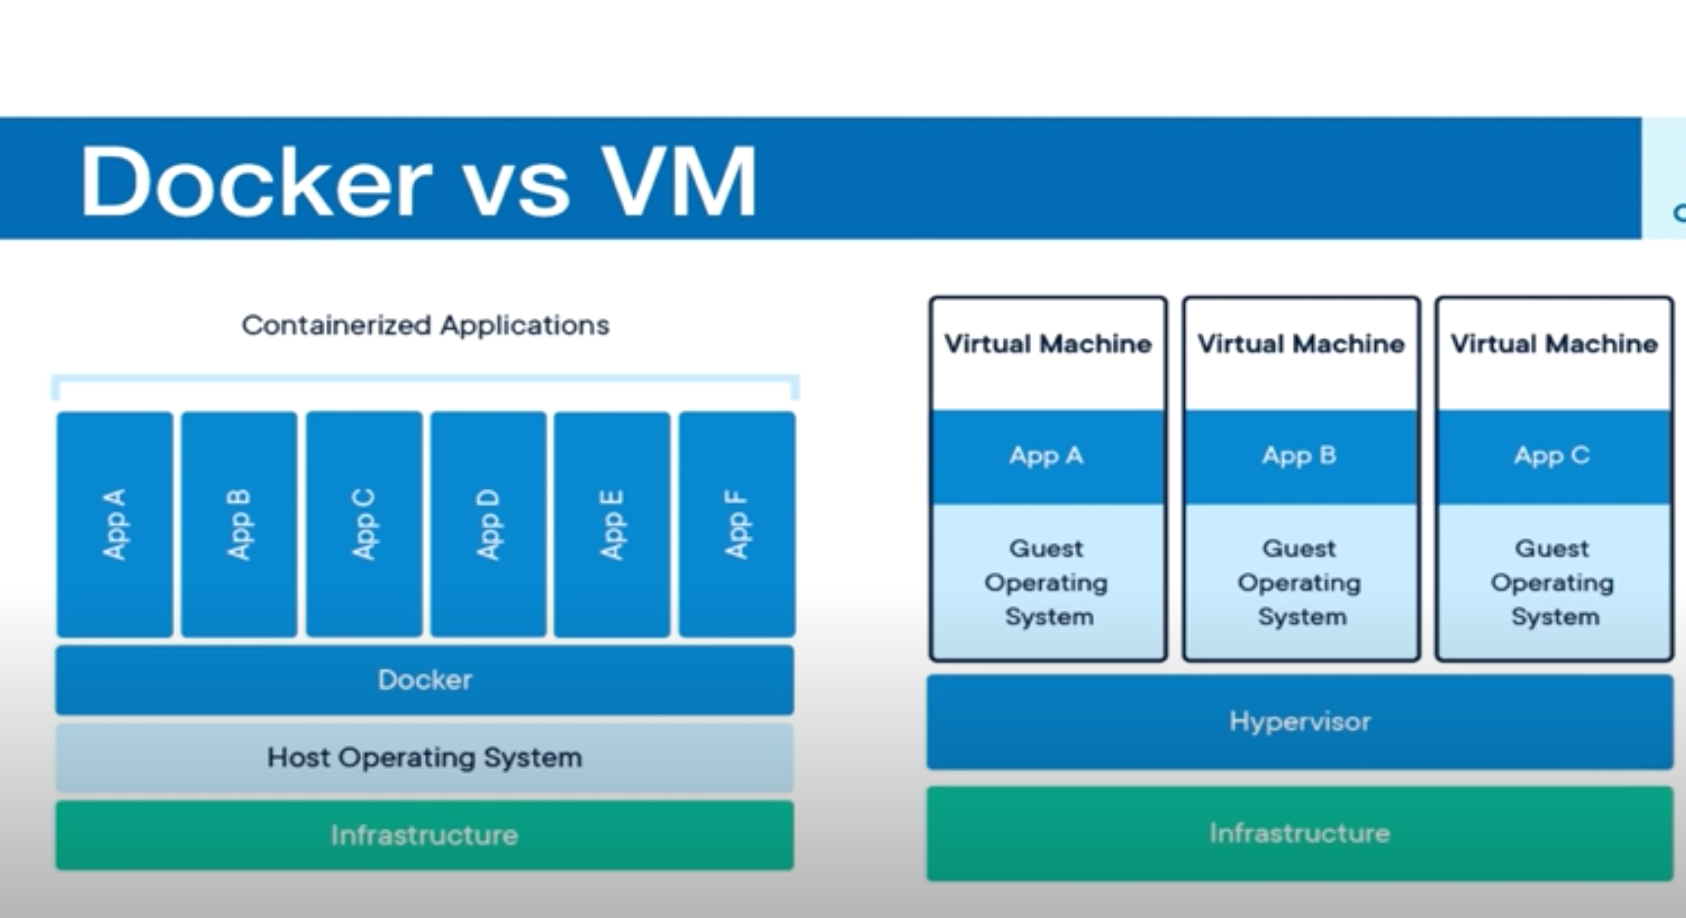 Docker vs VM
Containerized Applications
App A
App B
App C
App D
App E
App F
Docker
Host Operating System
Infrastructure
Virtual Machine
App A
Guest
Operating
System
Virtual Machine
App B
Guest
Operating
System
Virtual Machine
App C
Guest
Operating
System
Hypervisor
Infrastructure